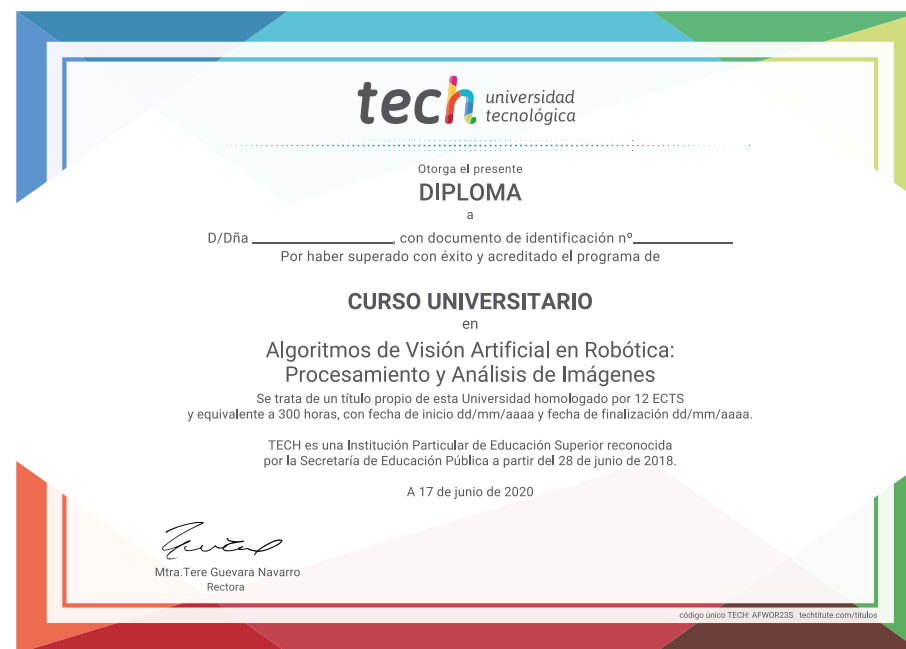 tech universidad
tecnológica
Otorga el presente
DIPLOMA
a
D/Dña ____________________, con documento de identificación nº______________
Por haber superado con éxito y acreditado el programa de
CURSO UNIVERSITARIO
en
Algoritmos de Visión Artificial en Robótica:
Procesamiento y Análisis de Imágenes
Se trata de un título propio de esta Universidad homologado por 12 ECTS
y equivalente a 300 horas, con fecha de inicio dd/mm/aaaa y fecha de finalización dd/mm/aaaa.
TECH es una Institución Particular de Educación Superior reconocida
por la Secretaría de Educación Pública a partir del 28 de junio de 2018.
A 17 de junio de 2020
Mtra.Tere Guevara Navarro
Rectora
código único TECH: AFWOR23S techtitute.com/titulos